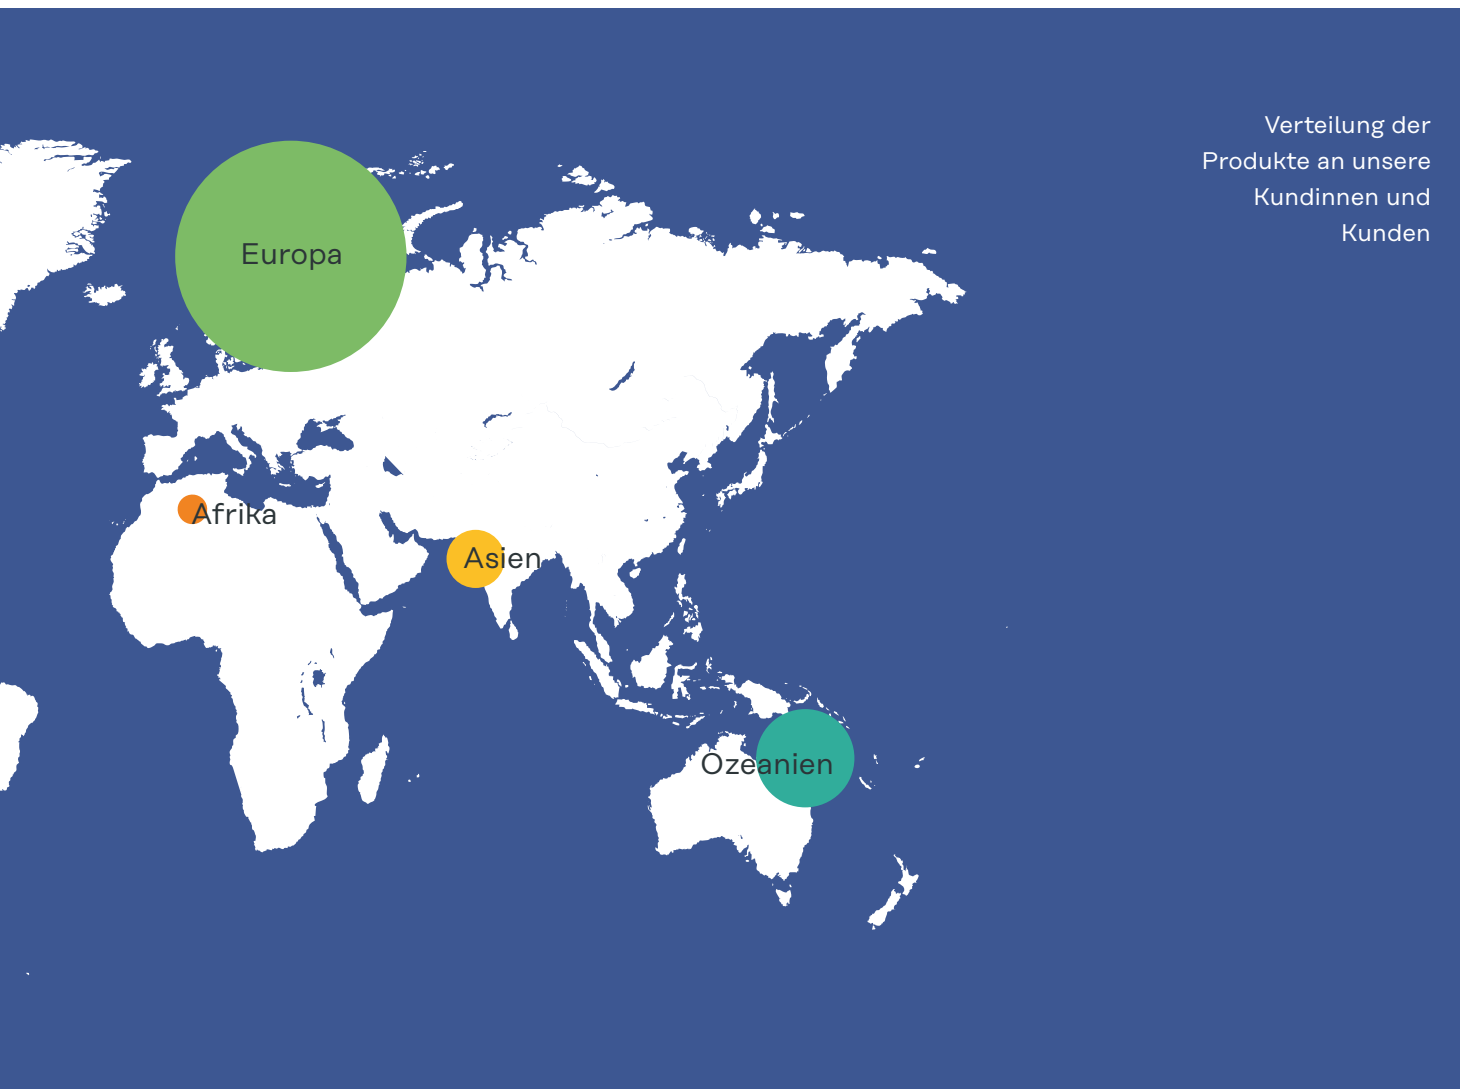 Verteilung der
Produkte an unsere
Kundinnen und
Kunden
Europa
Afrika
Asien
Ozeanien